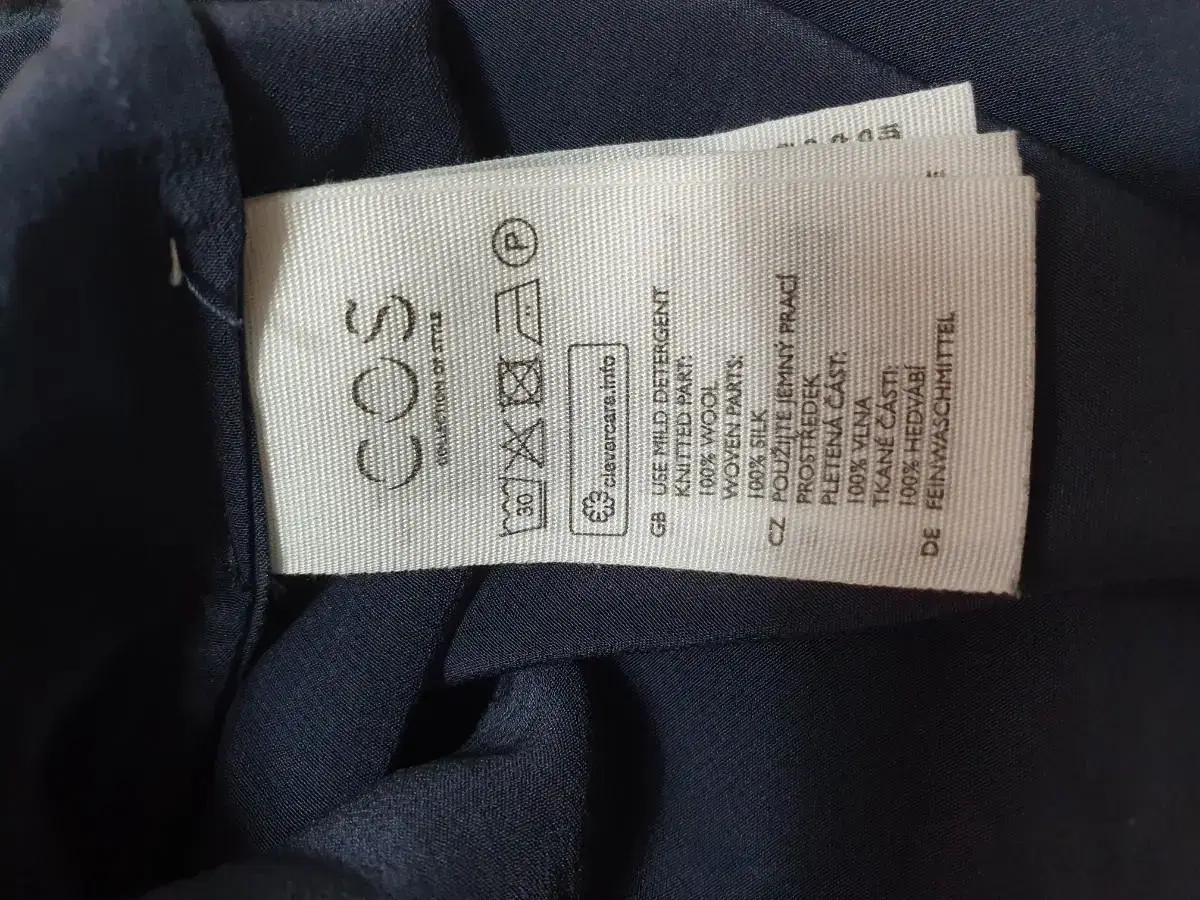 COS
COLLECTION OF STYLE
30
P
clevercare.info
GB USE MILD DETERGENT
KNITTED PART:
100% WOOL
WOVEN PARTS:
100% SILK
CZ POUŽIJTE JEMNÝ PRACÍ
PROSTŘEDEK
PLETENÁ ČÁST:
100% VLNA
TKANÉ ČÁSTI:
100% HEDVÁBÍ
DE FEINWASCHMITTEL